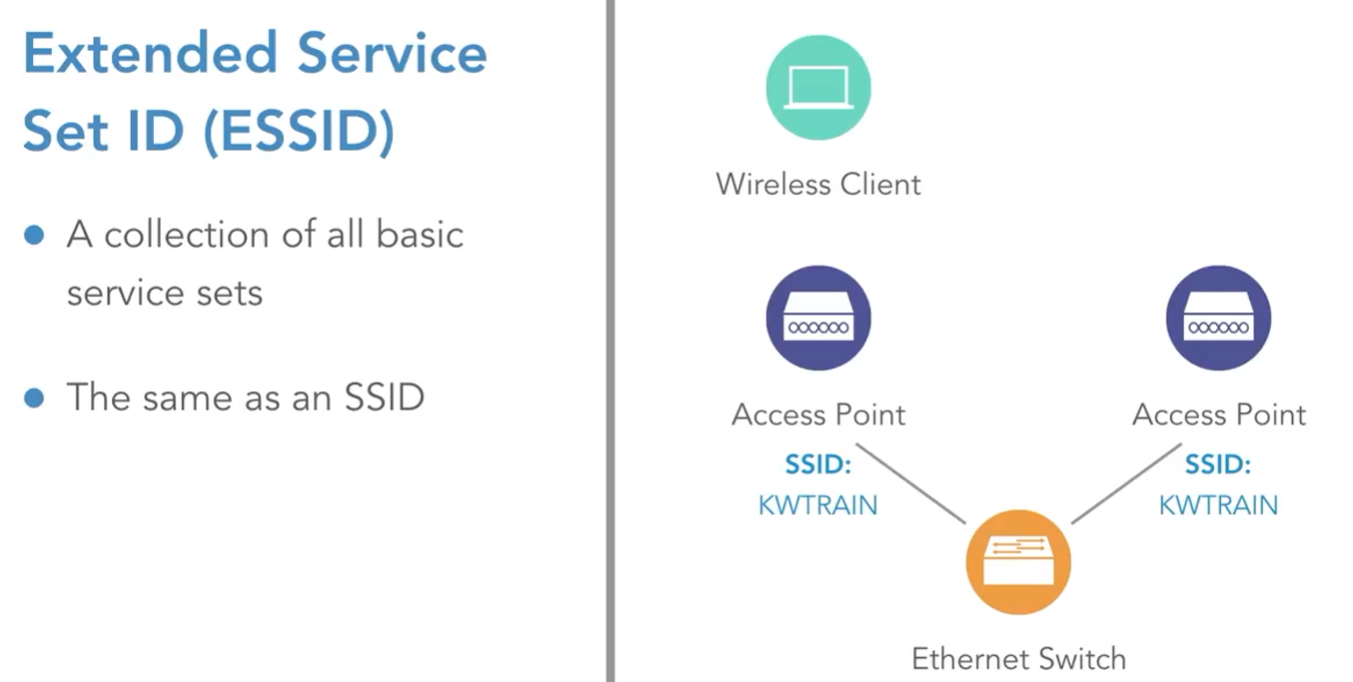 Extended Service
Set ID (ESSID)
● A collection of all basic
service sets
● The same as an SSID
Wireless Client
Access Point
SSID:
KWTRAIN
Access Point
SSID:
KWTRAIN
Ethernet Switch